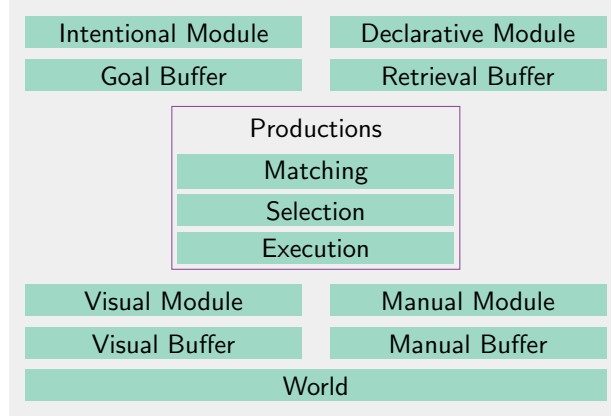 Intentional Module
Declarative Module
Goal Buffer
Retrieval Buffer
Productions
Matching
Selection
Execution
Visual Module
Manual Module
Visual Buffer
Manual Buffer
World